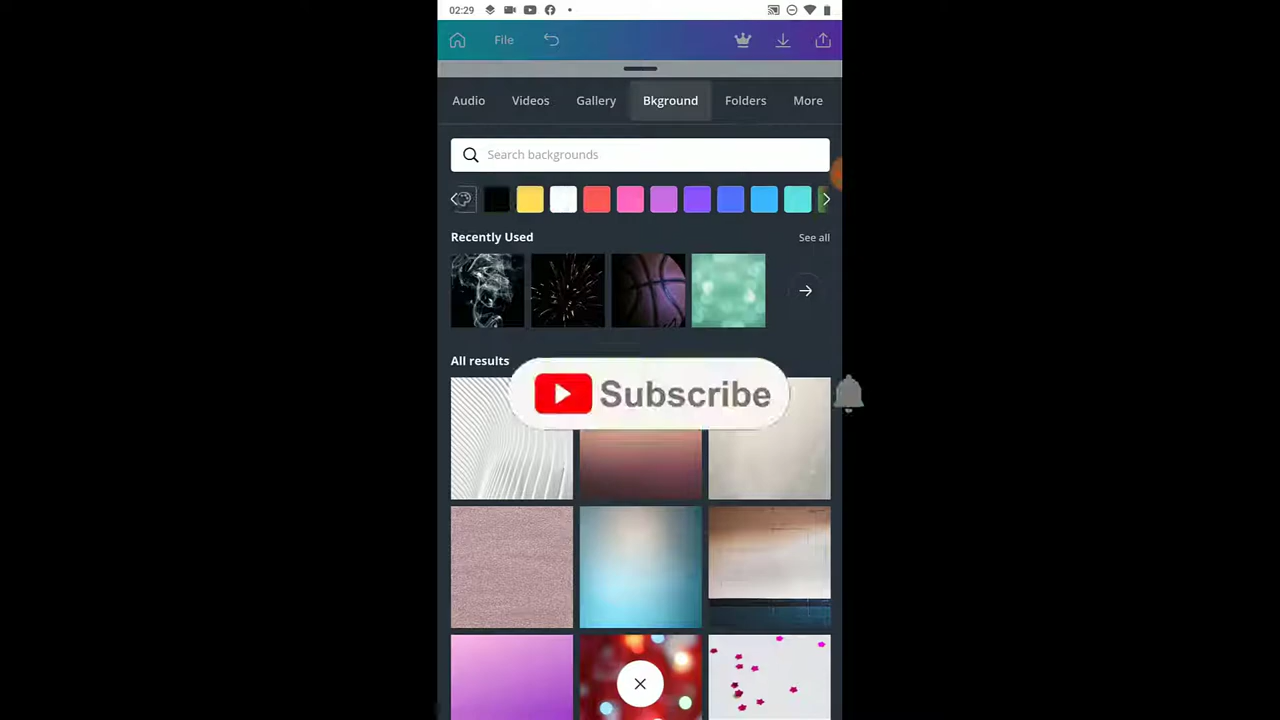 02:29
File
Audio Videos Gallery Bkground Folders More
Search backgrounds
Recently Used See all
All results
Subscribe